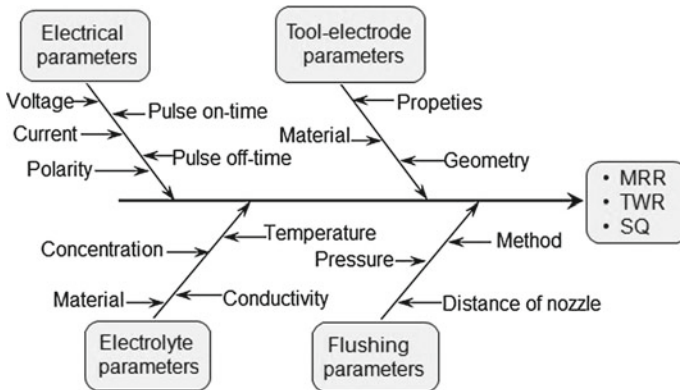 Electrical
parameters
Tool-electrode
parameters
Voltage
Pulse on-time
Current
Pulse off-time
Polarity
Propeties
Material
Geometry
• MRR
• TWR
• SQ
Temperature
Concentration
Material
Conductivity
Method
Pressure
Distance of nozzle
Electrolyte
parameters
Flushing
parameters